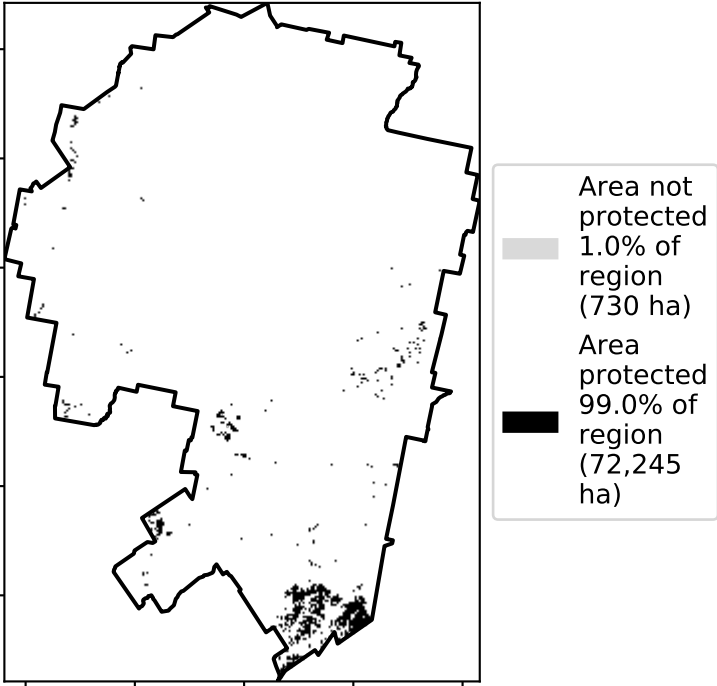 Area not
protected
1.0% of
region
(730 ha)
Area
protected
99.0% of
region
(72,245
ha)